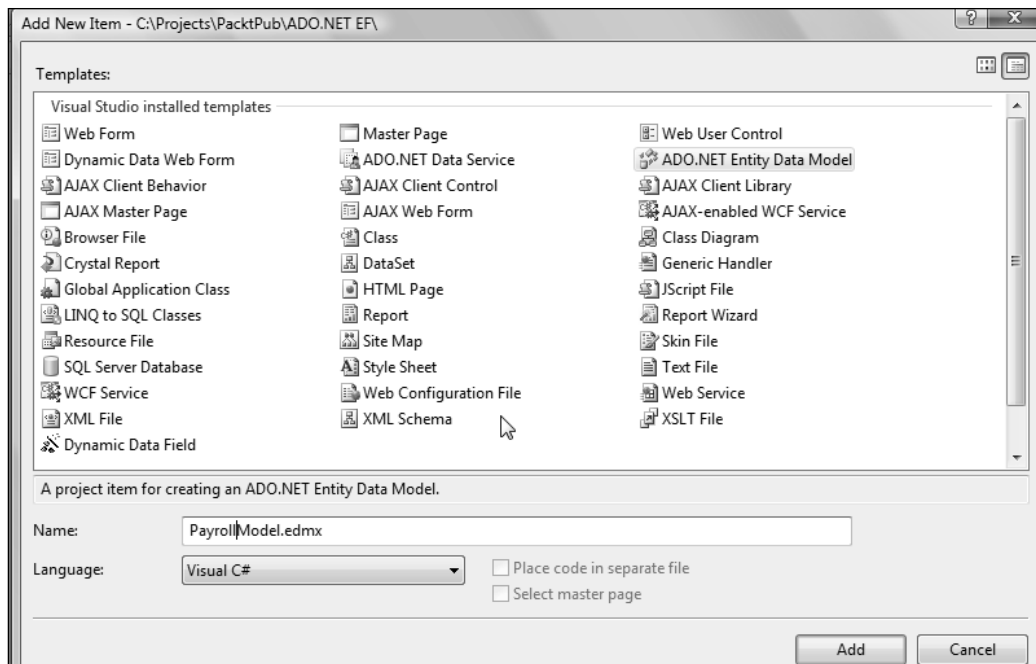 Add New Item - C:\Projects\PacktPub\ADO.NET EF\
Templates:
Visual Studio installed templates
Web Form Master Page Web User Control
Dynamic Data Web Form ADO.NET Data Service ADO.NET Entity Data Model
AJAX Client Behavior AJAX Client Control AJAX Client Library
AJAX Master Page AJAX Web Form AJAX-enabled WCF Service
Browser File Class Class Diagram
Crystal Report DataSet Generic Handler
Global Application Class HTML Page JScript File
LINQ to SQL Classes Report Report Wizard
Resource File Site Map Skin File
SQL Server Database Style Sheet Text File
WCF Service Web Configuration File Web Service
XML File XML Schema XSLT File
Dynamic Data Field
A project item for creating an ADO.NET Entity Data Model.
Name: PayrollModel.edmx
Language: Visual C# Place code in separate file
Select master page
Add Cancel